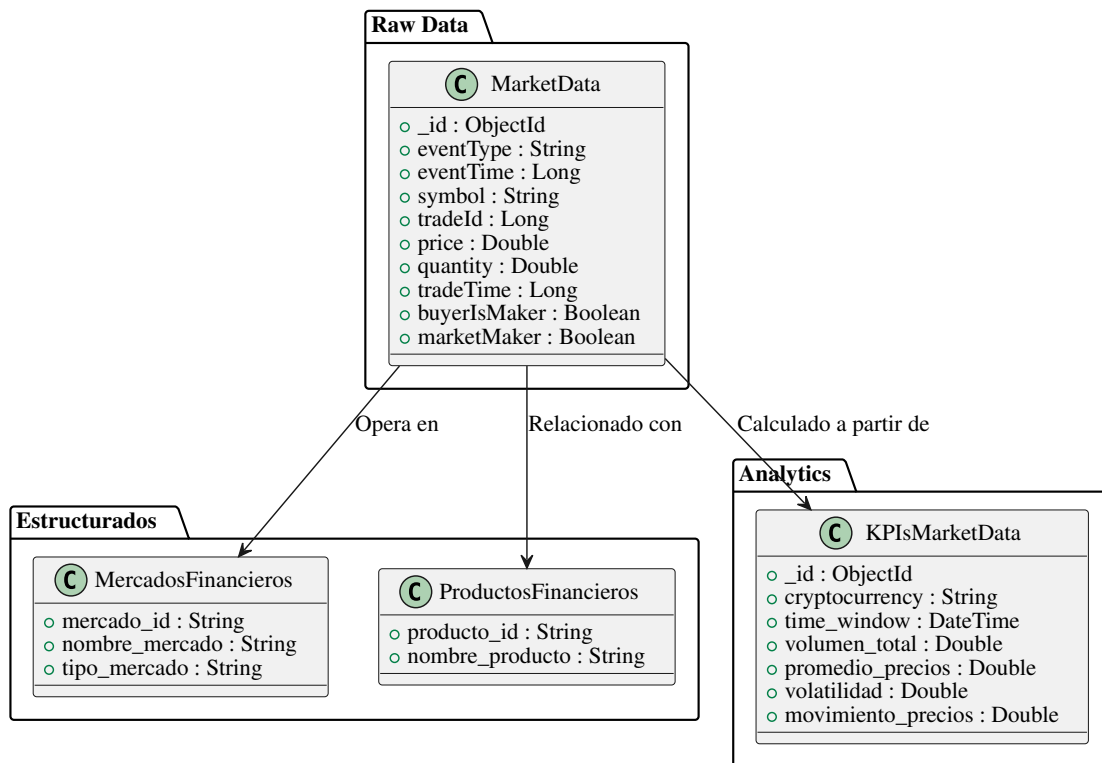 Raw Data
C MarketData
_id : ObjectId
eventType : String
eventTime : Long
symbol : String
tradeId : Long
price : Double
quantity : Double
tradeTime : Long
buyerIsMaker : Boolean
marketMaker : Boolean
Opera en
Relacionado con
Calculado a partir de
Estructurados
C MercadosFinancieros
mercado_id : String
nombre_mercado : String
tipo_mercado : String
C ProductosFinancieros
producto_id : String
nombre_producto : String
Analytics
C KPIsMarketData
_id : ObjectId
cryptocurrency : String
time_window : DateTime
volumen_total : Double
promedio_precios : Double
volatilidad : Double
movimiento_precios : Double